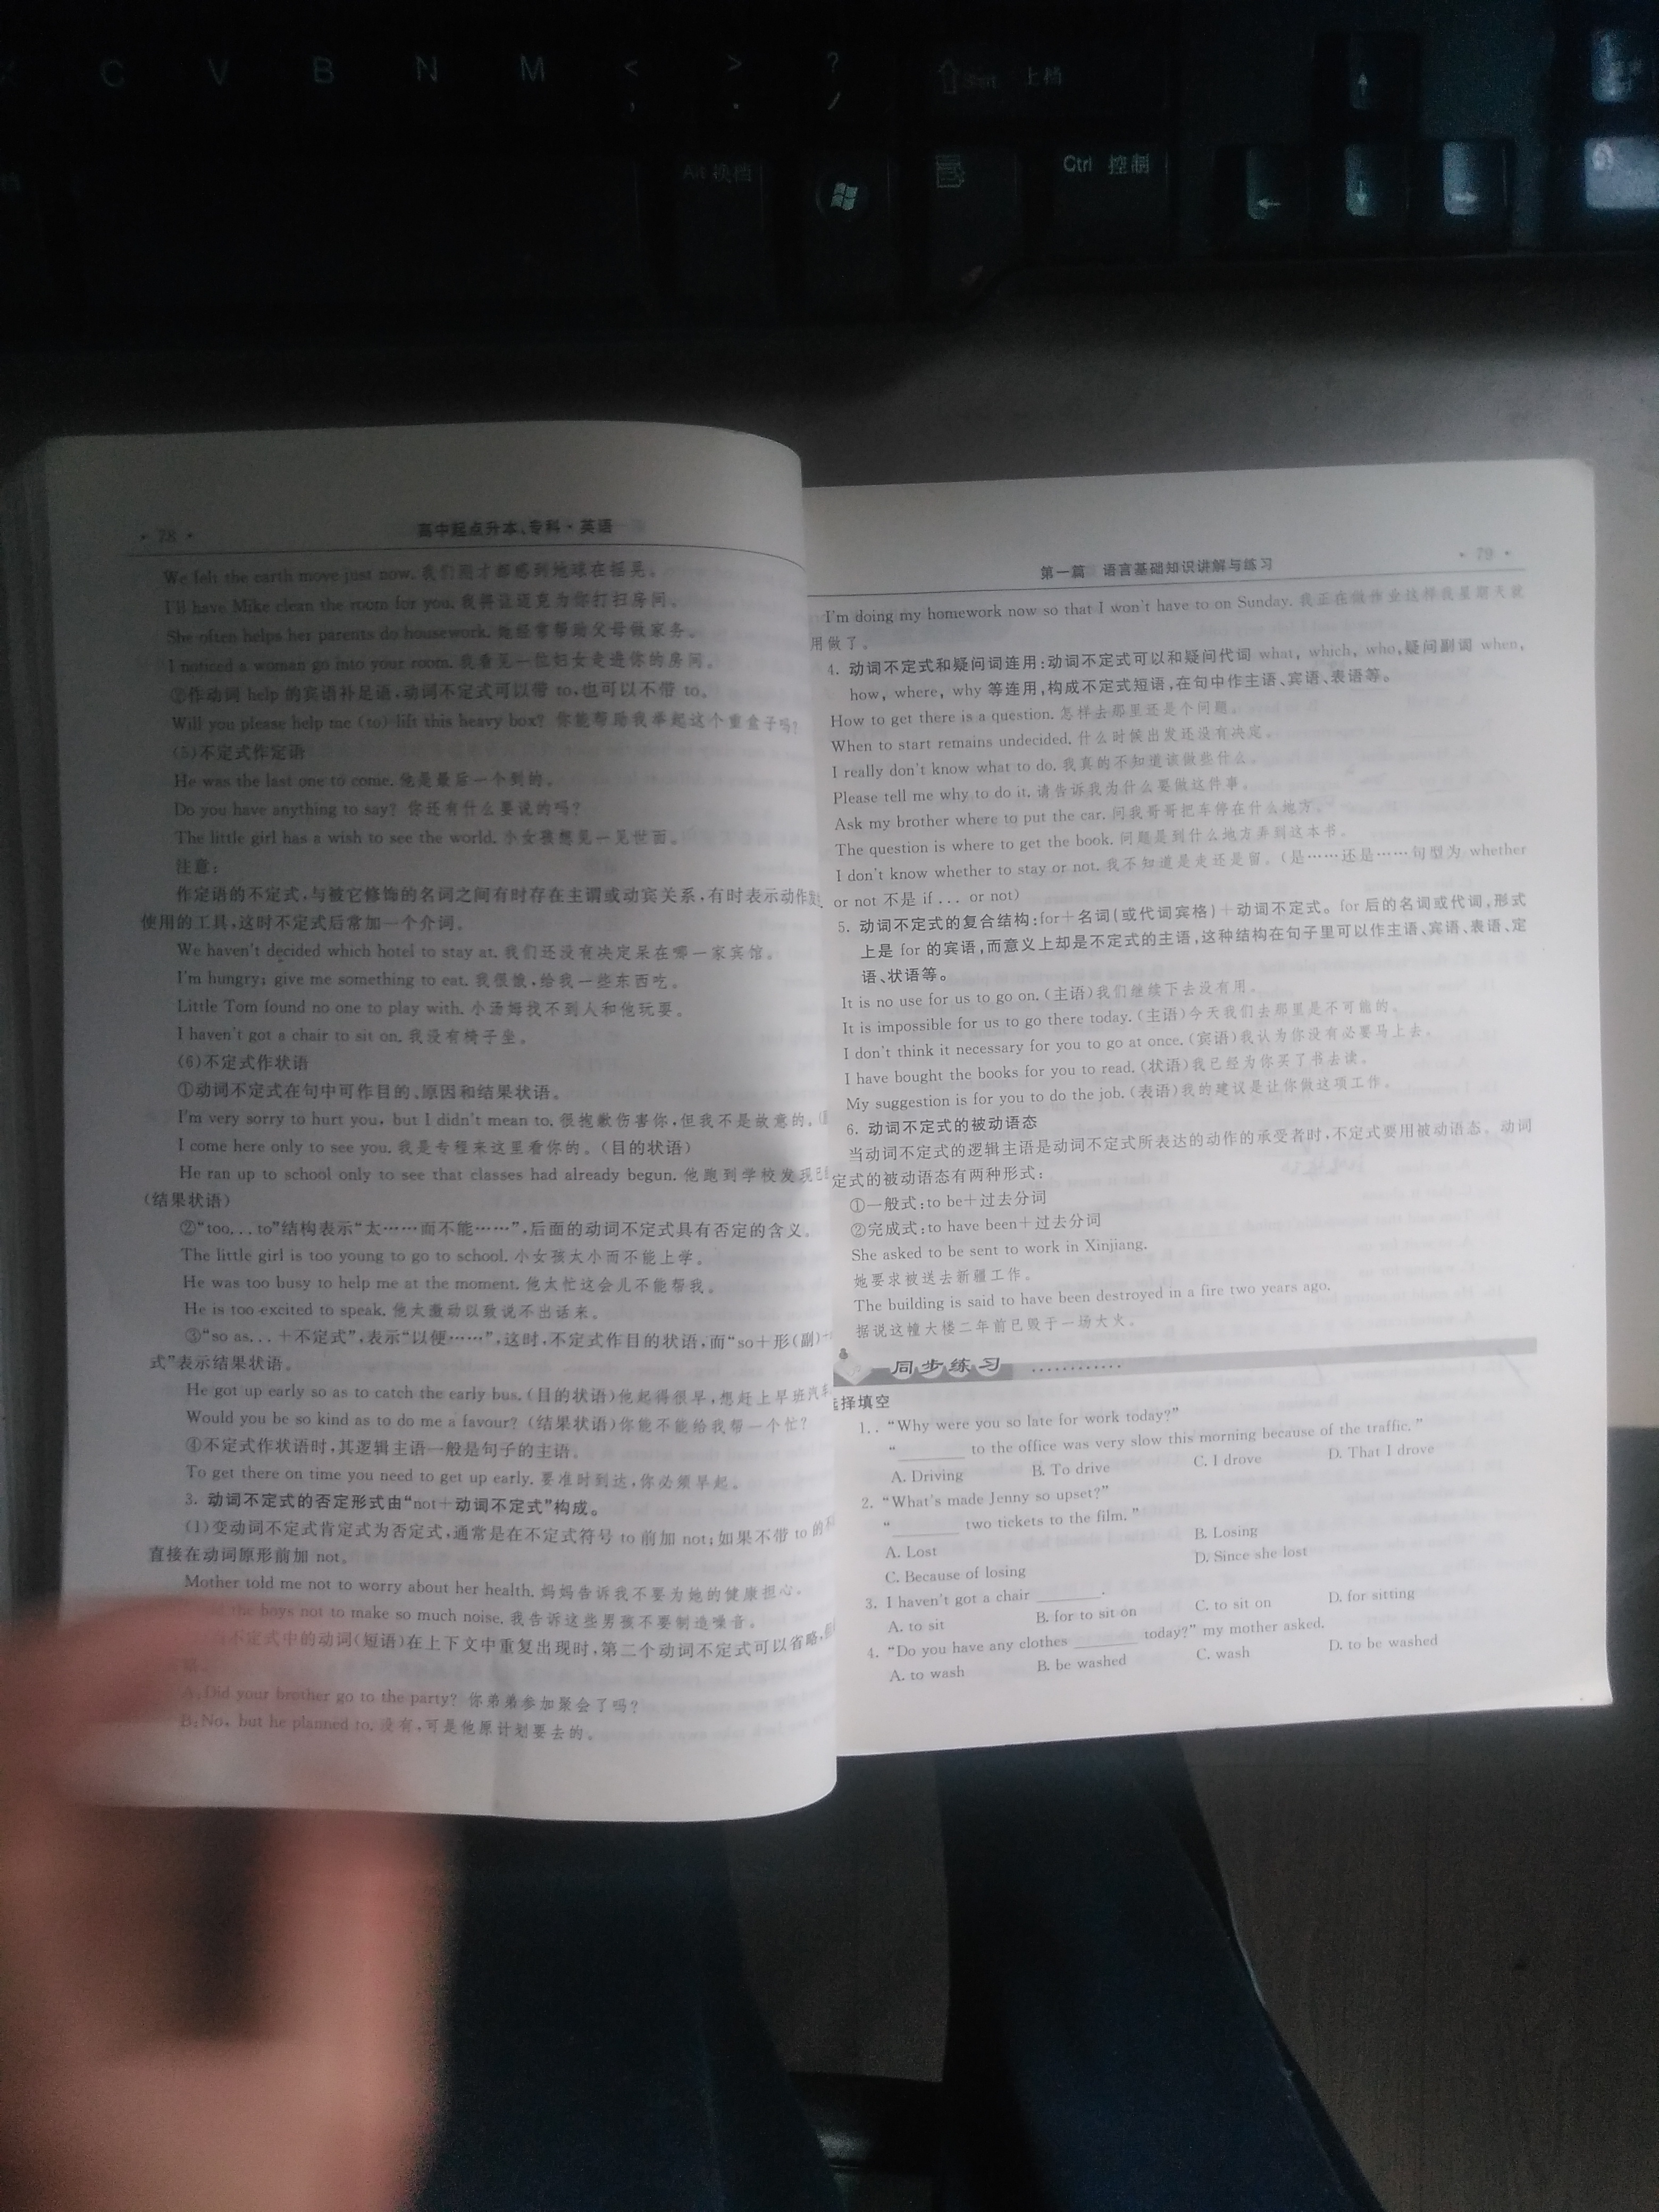 C V B N M < > ?
, . /
Shift 上档
Alt 换档
Ctrl 控制
· 78 ·
高中起点升本、专科·英语
We felt the earth move just now. 我们刚才都感到地球在摇晃。
I'll have Mike clean the room for you. 我将让迈克为你打扫房间。
She often helps her parents do housework. 她经常帮助父母做家务。
I noticed a woman go into your room. 我看见一位妇女走进你的房间。
②作动词 help 的宾语补足语,动词不定式可以带 to,也可以不带 to。
Will you please help me (to) lift this heavy box? 你能帮助我举起这个重盒子吗?
(5)不定式作定语
He was the last one to come. 他是最后一个到的。
Do you have anything to say? 你还有什么要说的吗?
The little girl has a wish to see the world. 小女孩想见一见世面。
注意:
作定语的不定式,与被它修饰的名词之间有时存在主谓或动宾关系,有时表示动作发
使用的工具,这时不定式后常加一个介词。
We haven't decided which hotel to stay at. 我们还没有决定呆在哪一家宾馆。
I'm hungry; give me something to eat. 我很饿,给我一些东西吃。
Little Tom found no one to play with. 小汤姆找不到人和他玩耍。
I haven't got a chair to sit on. 我没有椅子坐。
(6)不定式作状语
①动词不定式在句中可作目的、原因和结果状语。
I'm very sorry to hurt you, but I didn't mean to. 很抱歉伤害你,但我不是故意的。
I come here only to see you. 我是专程来这里看你的。(目的状语)
He ran up to school only to see that classes had already begun. 他跑到学校发现已
(结果状语)
②“too...to”结构表示“太……而不能……”,后面的动词不定式具有否定的含义。
The little girl is too young to go to school. 小女孩太小而不能上学。
He was too busy to help me at the moment. 他太忙这会儿不能帮我。
He is too excited to speak. 他太激动以致说不出话来。
③“so as...+不定式”,表示“以便……”,这时,不定式作目的状语,而“so+形(副)+
式”表示结果状语。
He got up early so as to catch the early bus. (目的状语)他起得很早,想赶上早班汽车
Would you be so kind as to do me a favour? (结果状语)你能不能给我帮一个忙?
④不定式作状语时,其逻辑主语一般是句子的主语。
To get there on time you need to get up early. 要准时到达,你必须早起。
3. 动词不定式的否定形式由“not+动词不定式”构成。
(1)变动词不定式肯定式为否定式,通常是在不定式符号 to 前加 not;如果不带 to 的不
直接在动词原形前加 not。
Mother told me not to worry about her health. 妈妈告诉我不要为她的健康担心。
the boys not to make so much noise. 我告诉这些男孩不要制造噪音。
不定式中的动词(短语)在上下文中重复出现时,第二个动词不定式可以省略,
A:Did your brother go to the party? 你弟弟参加聚会了吗?
B:No, but he planned to. 没有,可是他原计划要去的。
第一篇 语言基础知识讲解与练习
· 79 ·
I'm doing my homework now so that I won't have to on Sunday. 我正在做作业这样我星期天就
用做了。
4. 动词不定式和疑问词连用:动词不定式可以和疑问代词 what, which, who,疑问副词 when,
how, where, why 等连用,构成不定式短语,在句中作主语、宾语、表语等。
How to get there is a question. 怎样去那里还是个问题。
When to start remains undecided. 什么时候出发还没有决定。
I really don't know what to do. 我真的不知道该做些什么。
Please tell me why to do it. 请告诉我为什么要做这件事。
Ask my brother where to put the car. 问我哥哥把车停在什么地方。
The question is where to get the book. 问题是到什么地方弄到这本书。
I don't know whether to stay or not. 我不知道是走还是留。(是……还是……句型为 whether
or not 不是 if ... or not)
5. 动词不定式的复合结构:for+名词(或代词宾格)+动词不定式。for 后的名词或代词,形式
上是 for 的宾语,而意义上却是不定式的主语,这种结构在句子里可以作主语、宾语、表语、定
语、状语等。
It is no use for us to go on. (主语)我们继续下去没有用。
It is impossible for us to go there today. (主语)今天我们去那里是不可能的。
I don't think it necessary for you to go at once. (宾语)我认为你没有必要马上去。
I have bought the books for you to read. (状语)我已经为你买了书去读。
My suggestion is for you to do the job. (表语)我的建议是让你做这项工作。
6. 动词不定式的被动语态
当动词不定式的逻辑主语是动词不定式所表达的动作的承受者时,不定式要用被动语态。动词
定式的被动语态有两种形式:
①一般式:to be+过去分词
②完成式:to have been+过去分词
She asked to be sent to work in Xinjiang.
她要求被送去新疆工作。
The building is said to have been destroyed in a fire two years ago.
据说这幢大楼二年前已毁于一场大火。
同步练习 ............
选择填空
1. . “Why were you so late for work today?”
“______ to the office was very slow this morning because of the traffic.”
A. Driving B. To drive C. I drove D. That I drove
2. “What's made Jenny so upset?”
“______ two tickets to the film.”
A. Lost B. Losing
C. Because of losing D. Since she lost
3. I haven't got a chair ______.
A. to sit B. for to sit on C. to sit on D. for sitting
4. “Do you have any clothes ______ today?” my mother asked.
A. to wash B. be washed C. wash D. to be washed